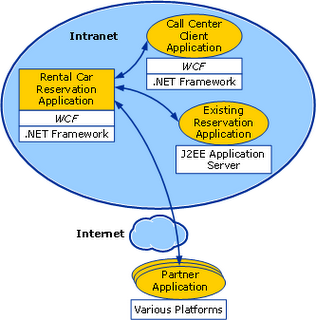 Intranet
Call Center
Client
Application
WCF
.NET Framework
Rental Car
Reservation
Application
WCF
.NET Framework
Existing
Reservation
Application
J2EE Application
Server
Internet
Partner
Application
Various Platforms